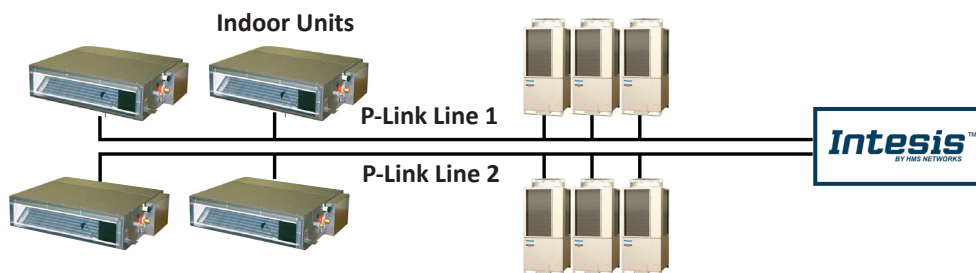 Indoor Units
P-Link Line 1
P-Link Line 2
Intesis™
BY HMS NETWORKS